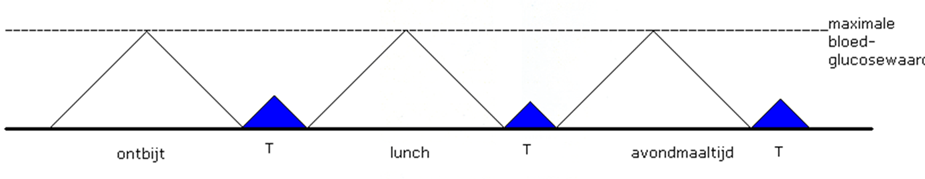 maximale
bloed-
glucosewaard
ontbijt
T
lunch
T
avondmaaltijd
T